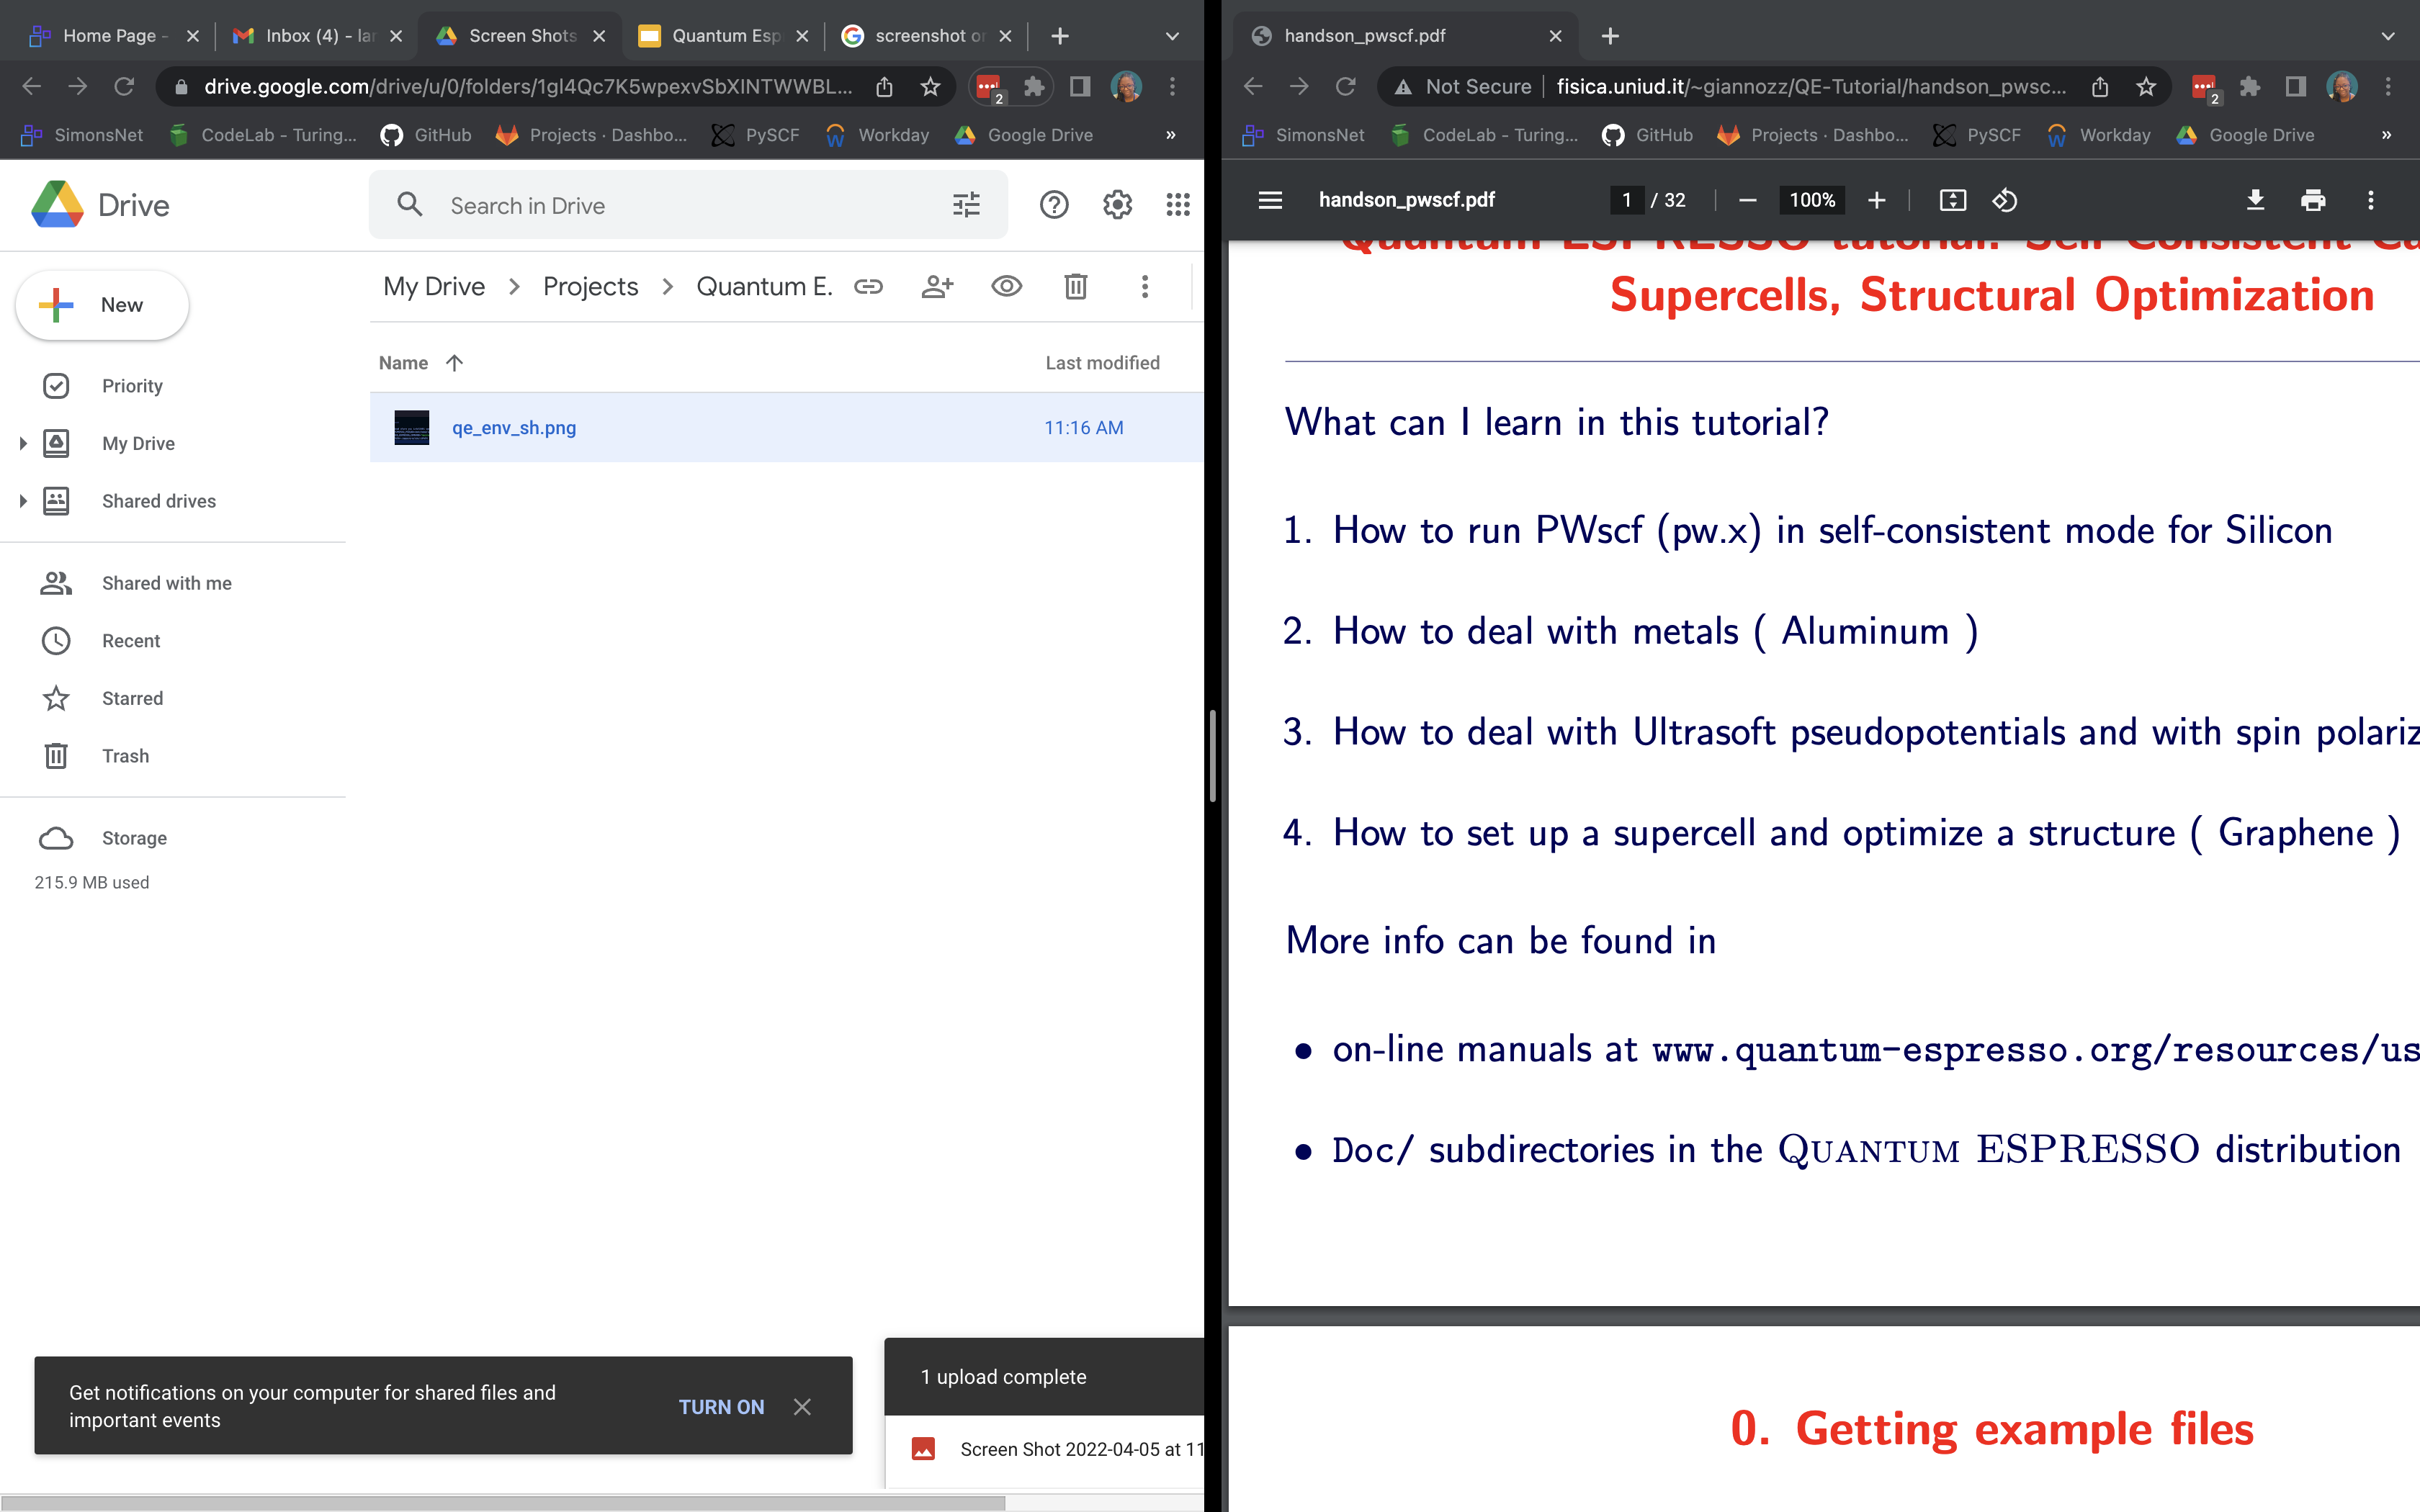 Home Page -
Inbox (4) - lar
Screen Shots
Quantum Esp
screenshot or
drive.google.com/drive/u/0/folders/1gl4Qc7K5wpexvSbXINTWWBL...
2
SimonsNet
CodeLab - Turing...
GitHub
Projects · Dashbo...
PySCF
Workday
Google Drive
»
Drive
Search in Drive
New
My Drive
Projects
Quantum E.
Name
Last modified
qe_env_sh.png
11:16 AM
Priority
My Drive
Shared drives
Shared with me
Recent
Starred
Trash
Storage
215.9 MB used
Get notifications on your computer for shared files and
important events
TURN ON
1 upload complete
Screen Shot 2022-04-05 at 11
handson_pwscf.pdf
Not Secure
fisica.uniud.it/~giannozz/QE-Tutorial/handson_pwsc...
2
SimonsNet
CodeLab - Turing...
GitHub
Projects · Dashbo...
PySCF
Workday
Google Drive
»
handson_pwscf.pdf
1 / 32
100%
Quantum ESPRESSO tutorial: Self-Consistent Ca
Supercells, Structural Optimization
What can I learn in this tutorial?
1. How to run PWscf (pw.x) in self-consistent mode for Silicon
2. How to deal with metals ( Aluminum )
3. How to deal with Ultrasoft pseudopotentials and with spin polariz
4. How to set up a supercell and optimize a structure ( Graphene )
More info can be found in
• on-line manuals at www.quantum-espresso.org/resources/us
• Doc/ subdirectories in the QUANTUM ESPRESSO distribution
0. Getting example files